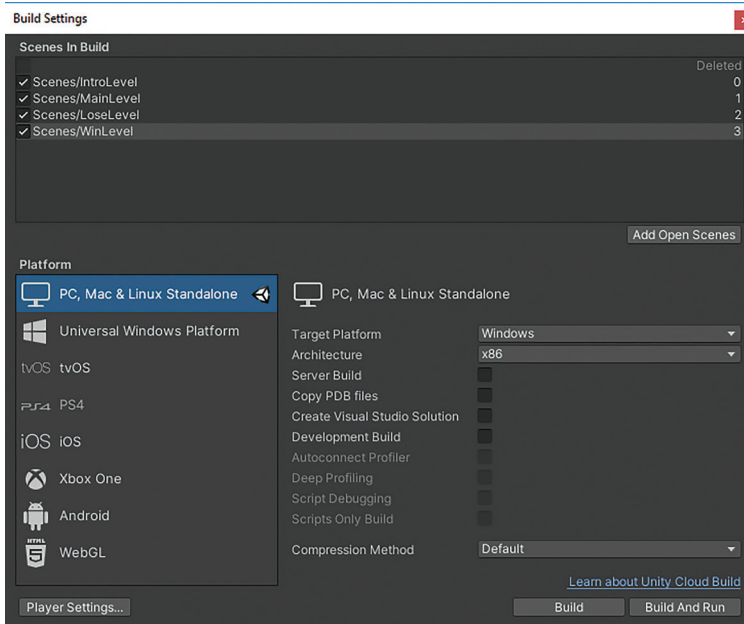 Build Settings
Scenes In Build
Deleted
Scenes/IntroLevel 0
Scenes/MainLevel 1
Scenes/LoseLevel 2
Scenes/WinLevel 3
Add Open Scenes
Platform
PC, Mac & Linux Standalone
Universal Windows Platform
tvOS tvOS
PS4 PS4
iOS iOS
Xbox One
Android
HTML 5 WebGL
PC, Mac & Linux Standalone
Target Platform Windows
Architecture x86
Server Build
Copy PDB files
Create Visual Studio Solution
Development Build
Autoconnect Profiler
Deep Profiling
Script Debugging
Scripts Only Build
Compression Method Default
Learn about Unity Cloud Build
Player Settings... Build Build And Run